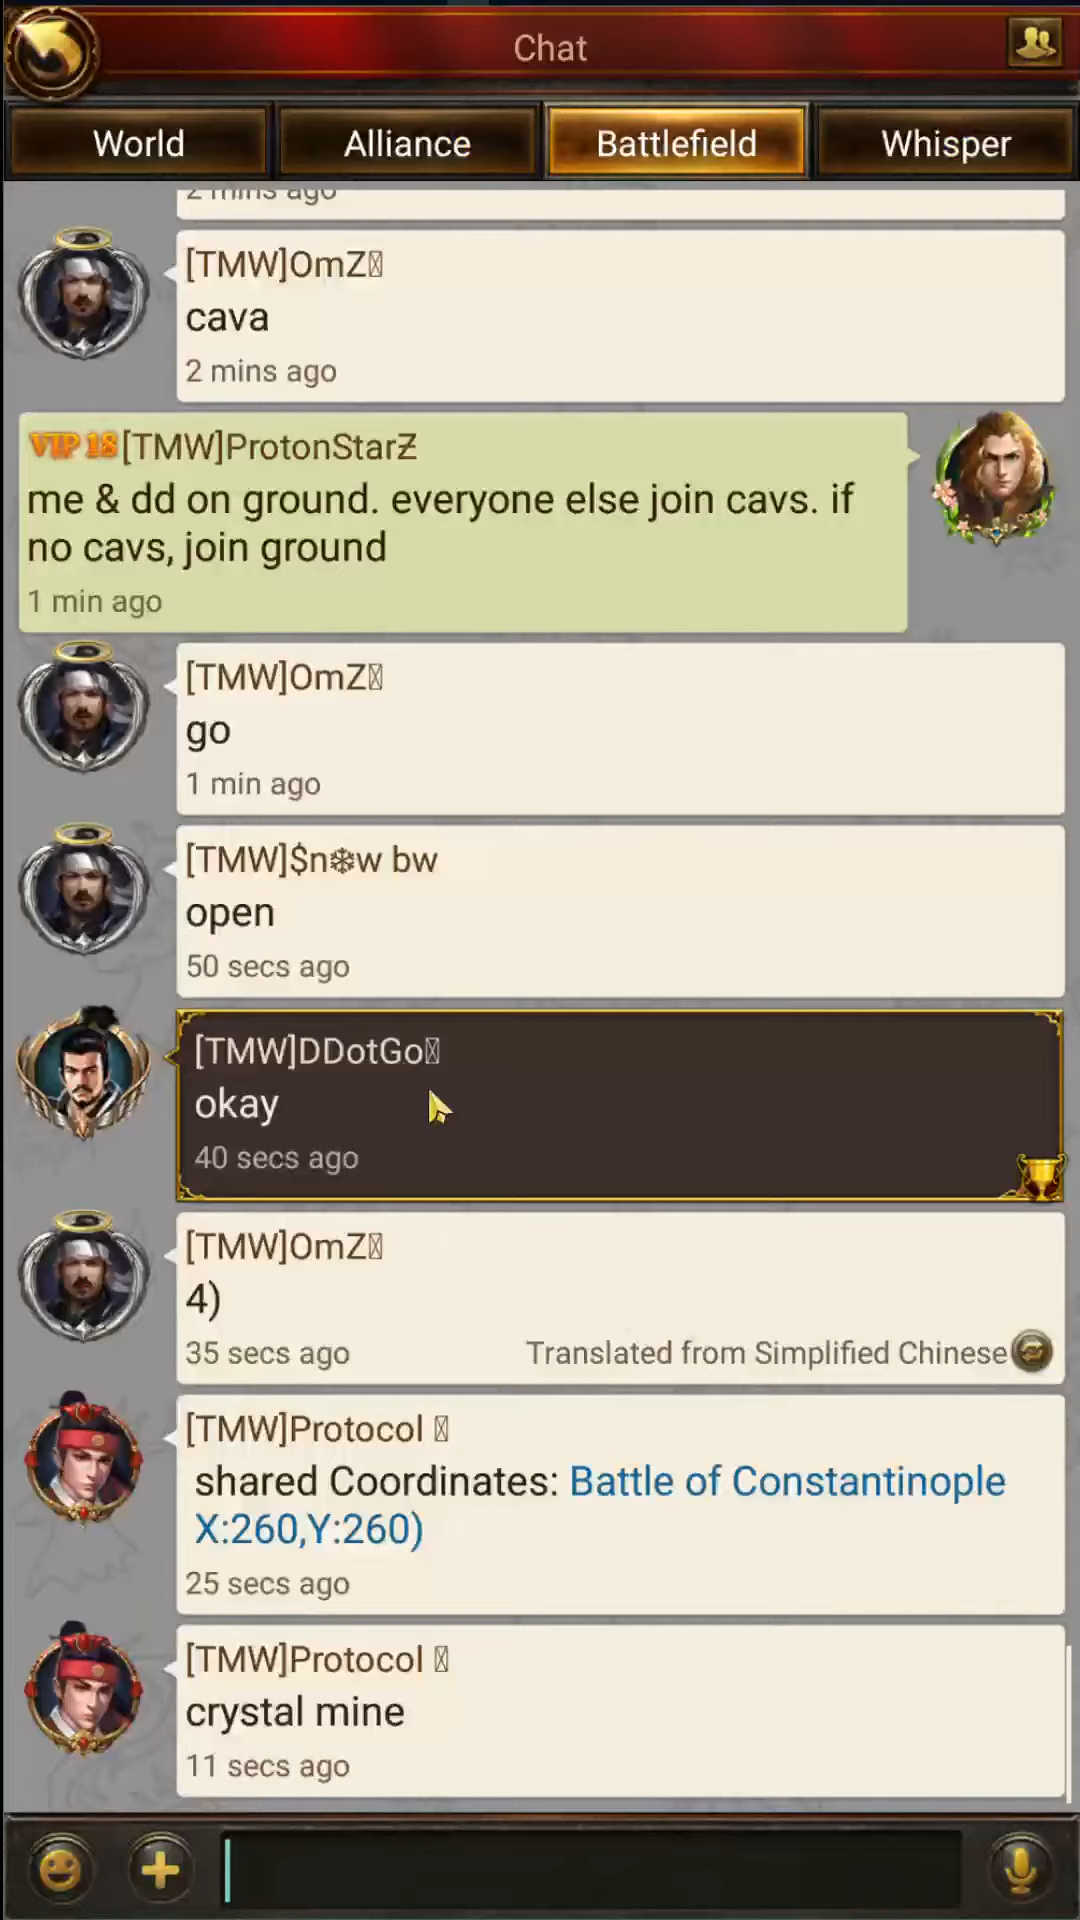 Chat
World Alliance Battlefield Whisper
2 mins ago
[TMW]OmZ
cava
2 mins ago
VIP 18[TMW]ProtonStarƵ
me & dd on ground. everyone else join cavs. if
no cavs, join ground
1 min ago
[TMW]OmZ
go
1 min ago
[TMW]$n❄w bw
open
50 secs ago
[TMW]DDotGo
okay
40 secs ago
[TMW]OmZ
4)
35 secs ago Translated from Simplified Chinese
[TMW]Protocol
shared Coordinates: Battle of Constantinople
X:260,Y:260)
25 secs ago
[TMW]Protocol
crystal mine
11 secs ago